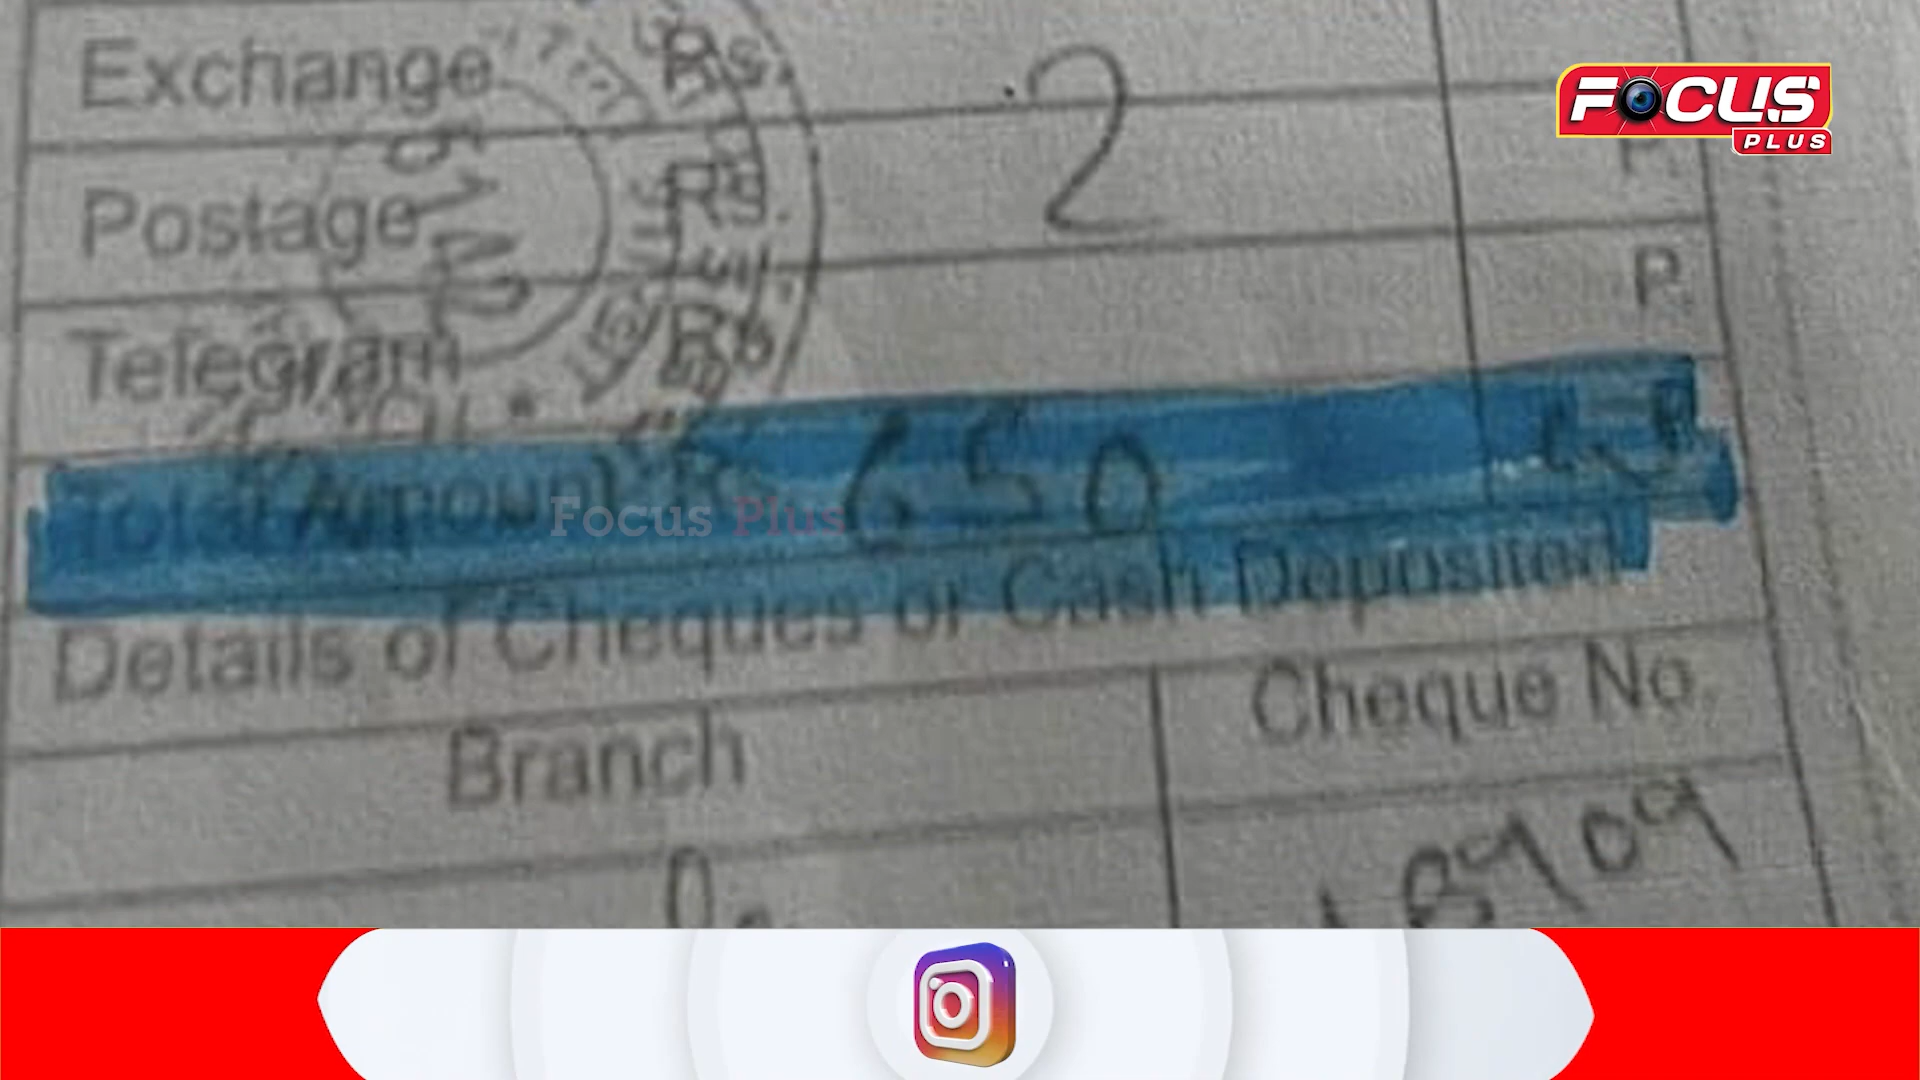 Exchange Rs.
FOCUS
PLUS
Postage Rs. 2 P
Telegram Rs. P
Total Amount R 650
Focus Plus
Details of Cheques or Cash Deposited
Branch Cheque No